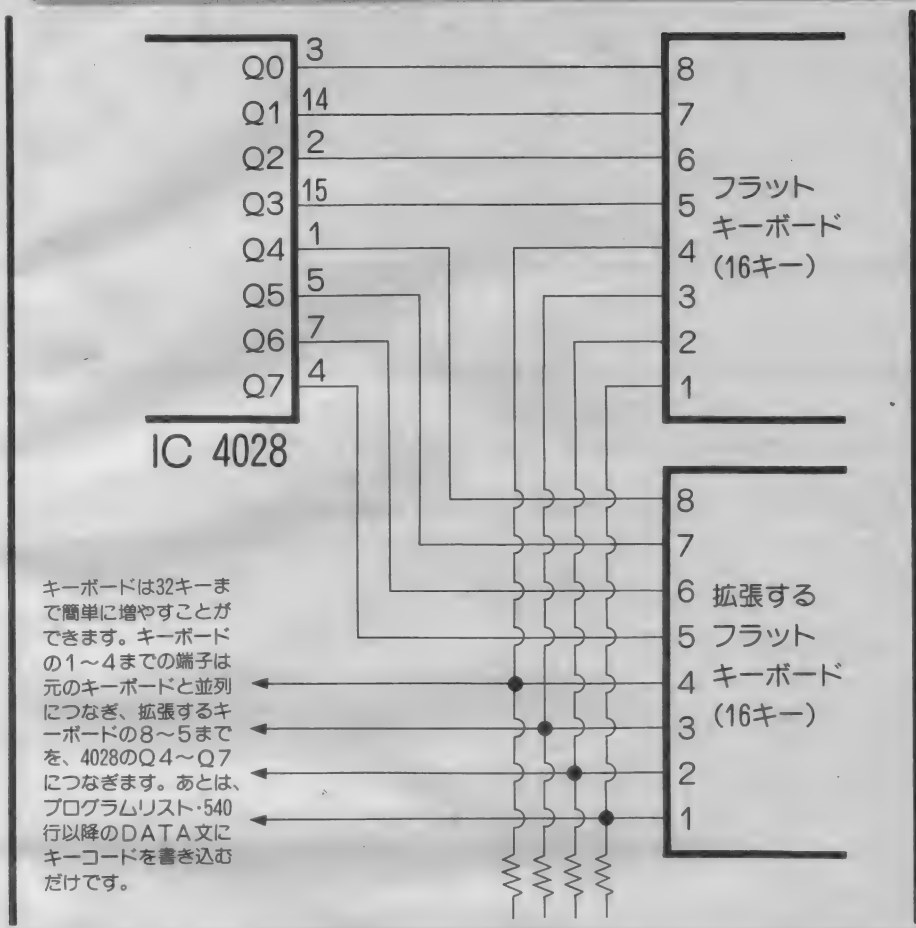 Q0 3
Q1 14
Q2 2
Q3 15
Q4 1
Q5 5
Q6 7
Q7 4
IC 4028
8
7
6
5
4
3
2
1
フラット
キーボード
(16キー)
8
7
6
5
4
3
2
1
拡張する
フラット
キーボード
(16キー)
キーボードは32キーま
で簡単に増やすことが
できます。キーボード
の1〜4までの端子は
元のキーボードと並列
につなぎ、拡張するキ
ーボードの8〜5まで
を、4028のQ4〜Q7
につなぎます。あとは、
プログラムリスト・540
行以降のDATA文に
キーコードを書き込む
だけです。